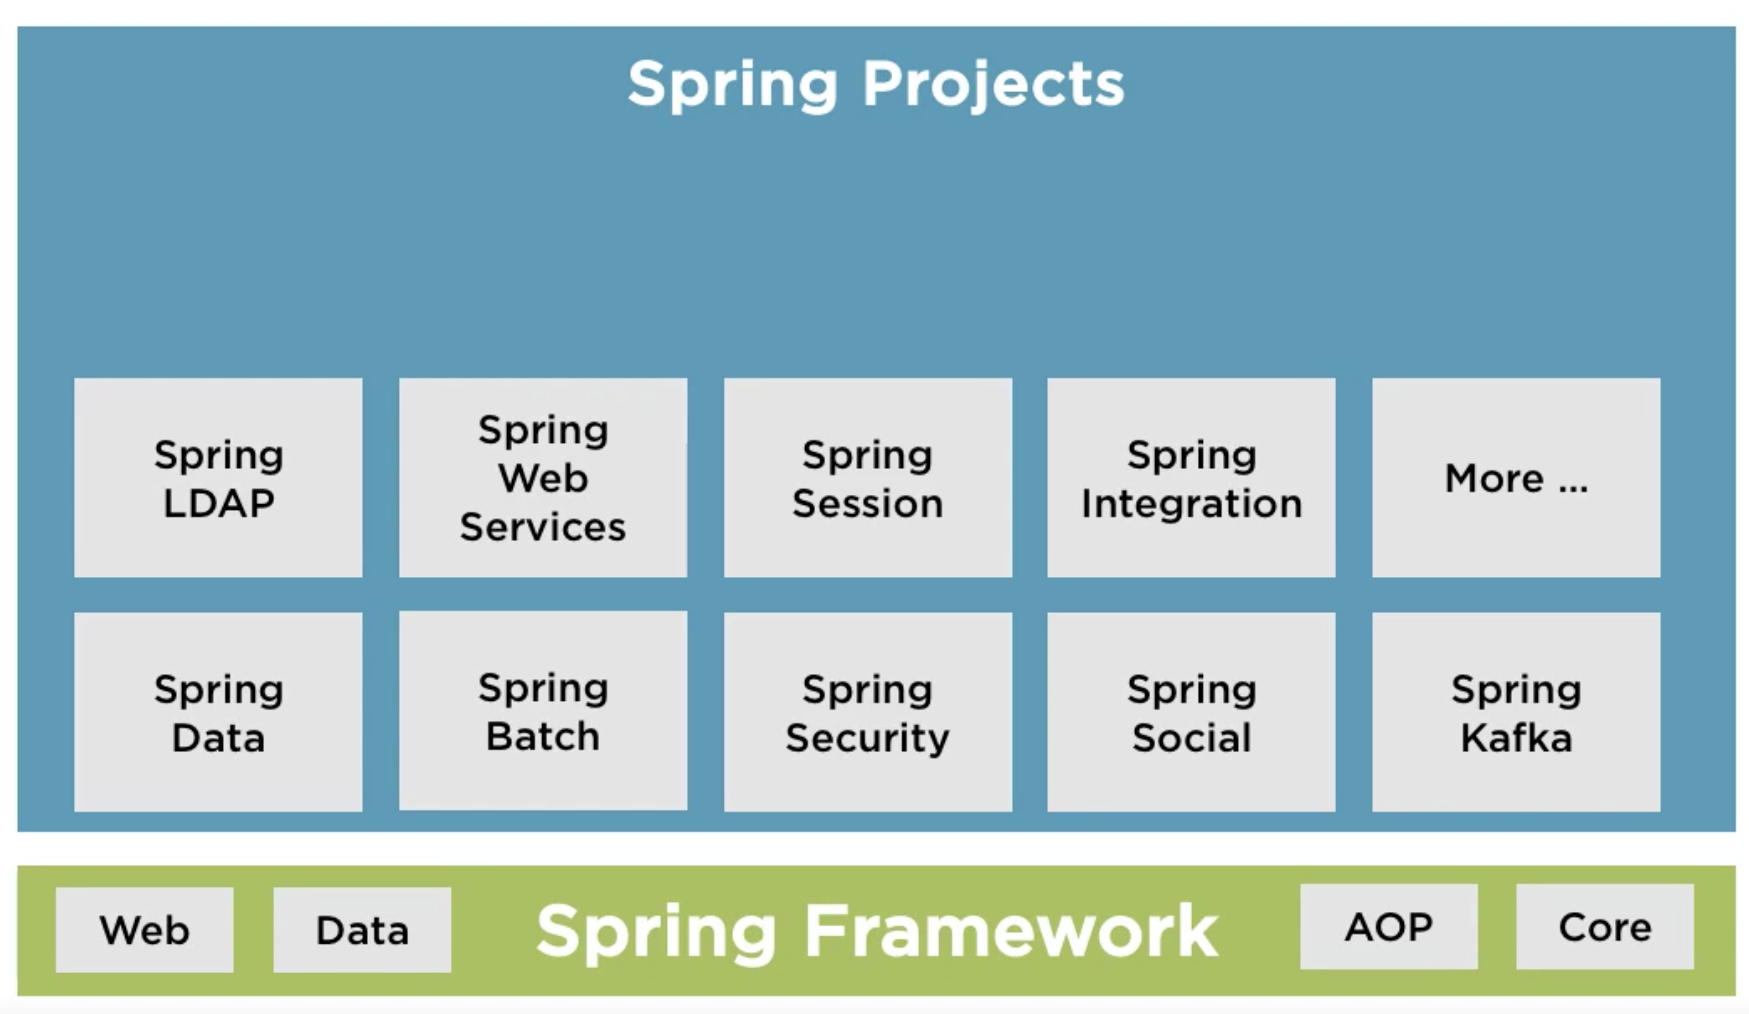 Spring Projects
Spring
LDAP
Spring
Web
Services
Spring
Session
Spring
Integration
More ...
Spring
Data
Spring
Batch
Spring
Security
Spring
Social
Spring
Kafka
Web
Data
Spring Framework
AOP
Core